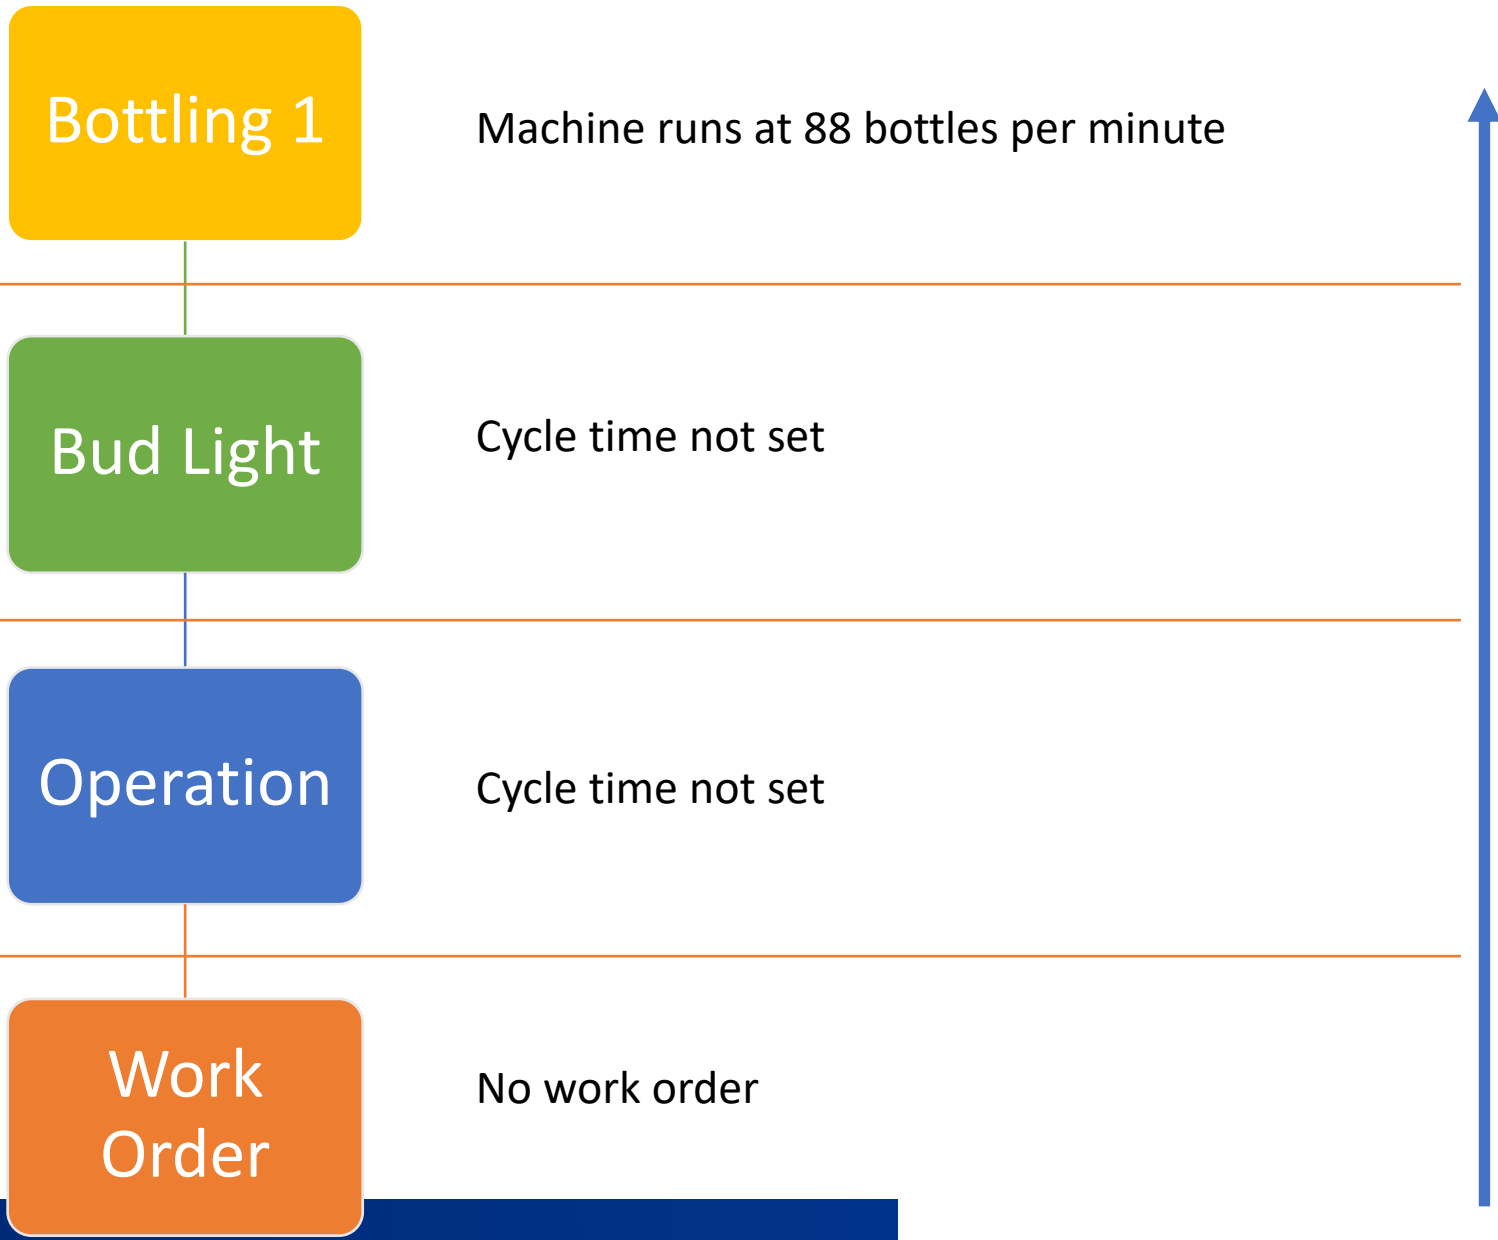 Bottling 1
Machine runs at 88 bottles per minute
Bud Light
Cycle time not set
Operation
Cycle time not set
Work
Order
No work order